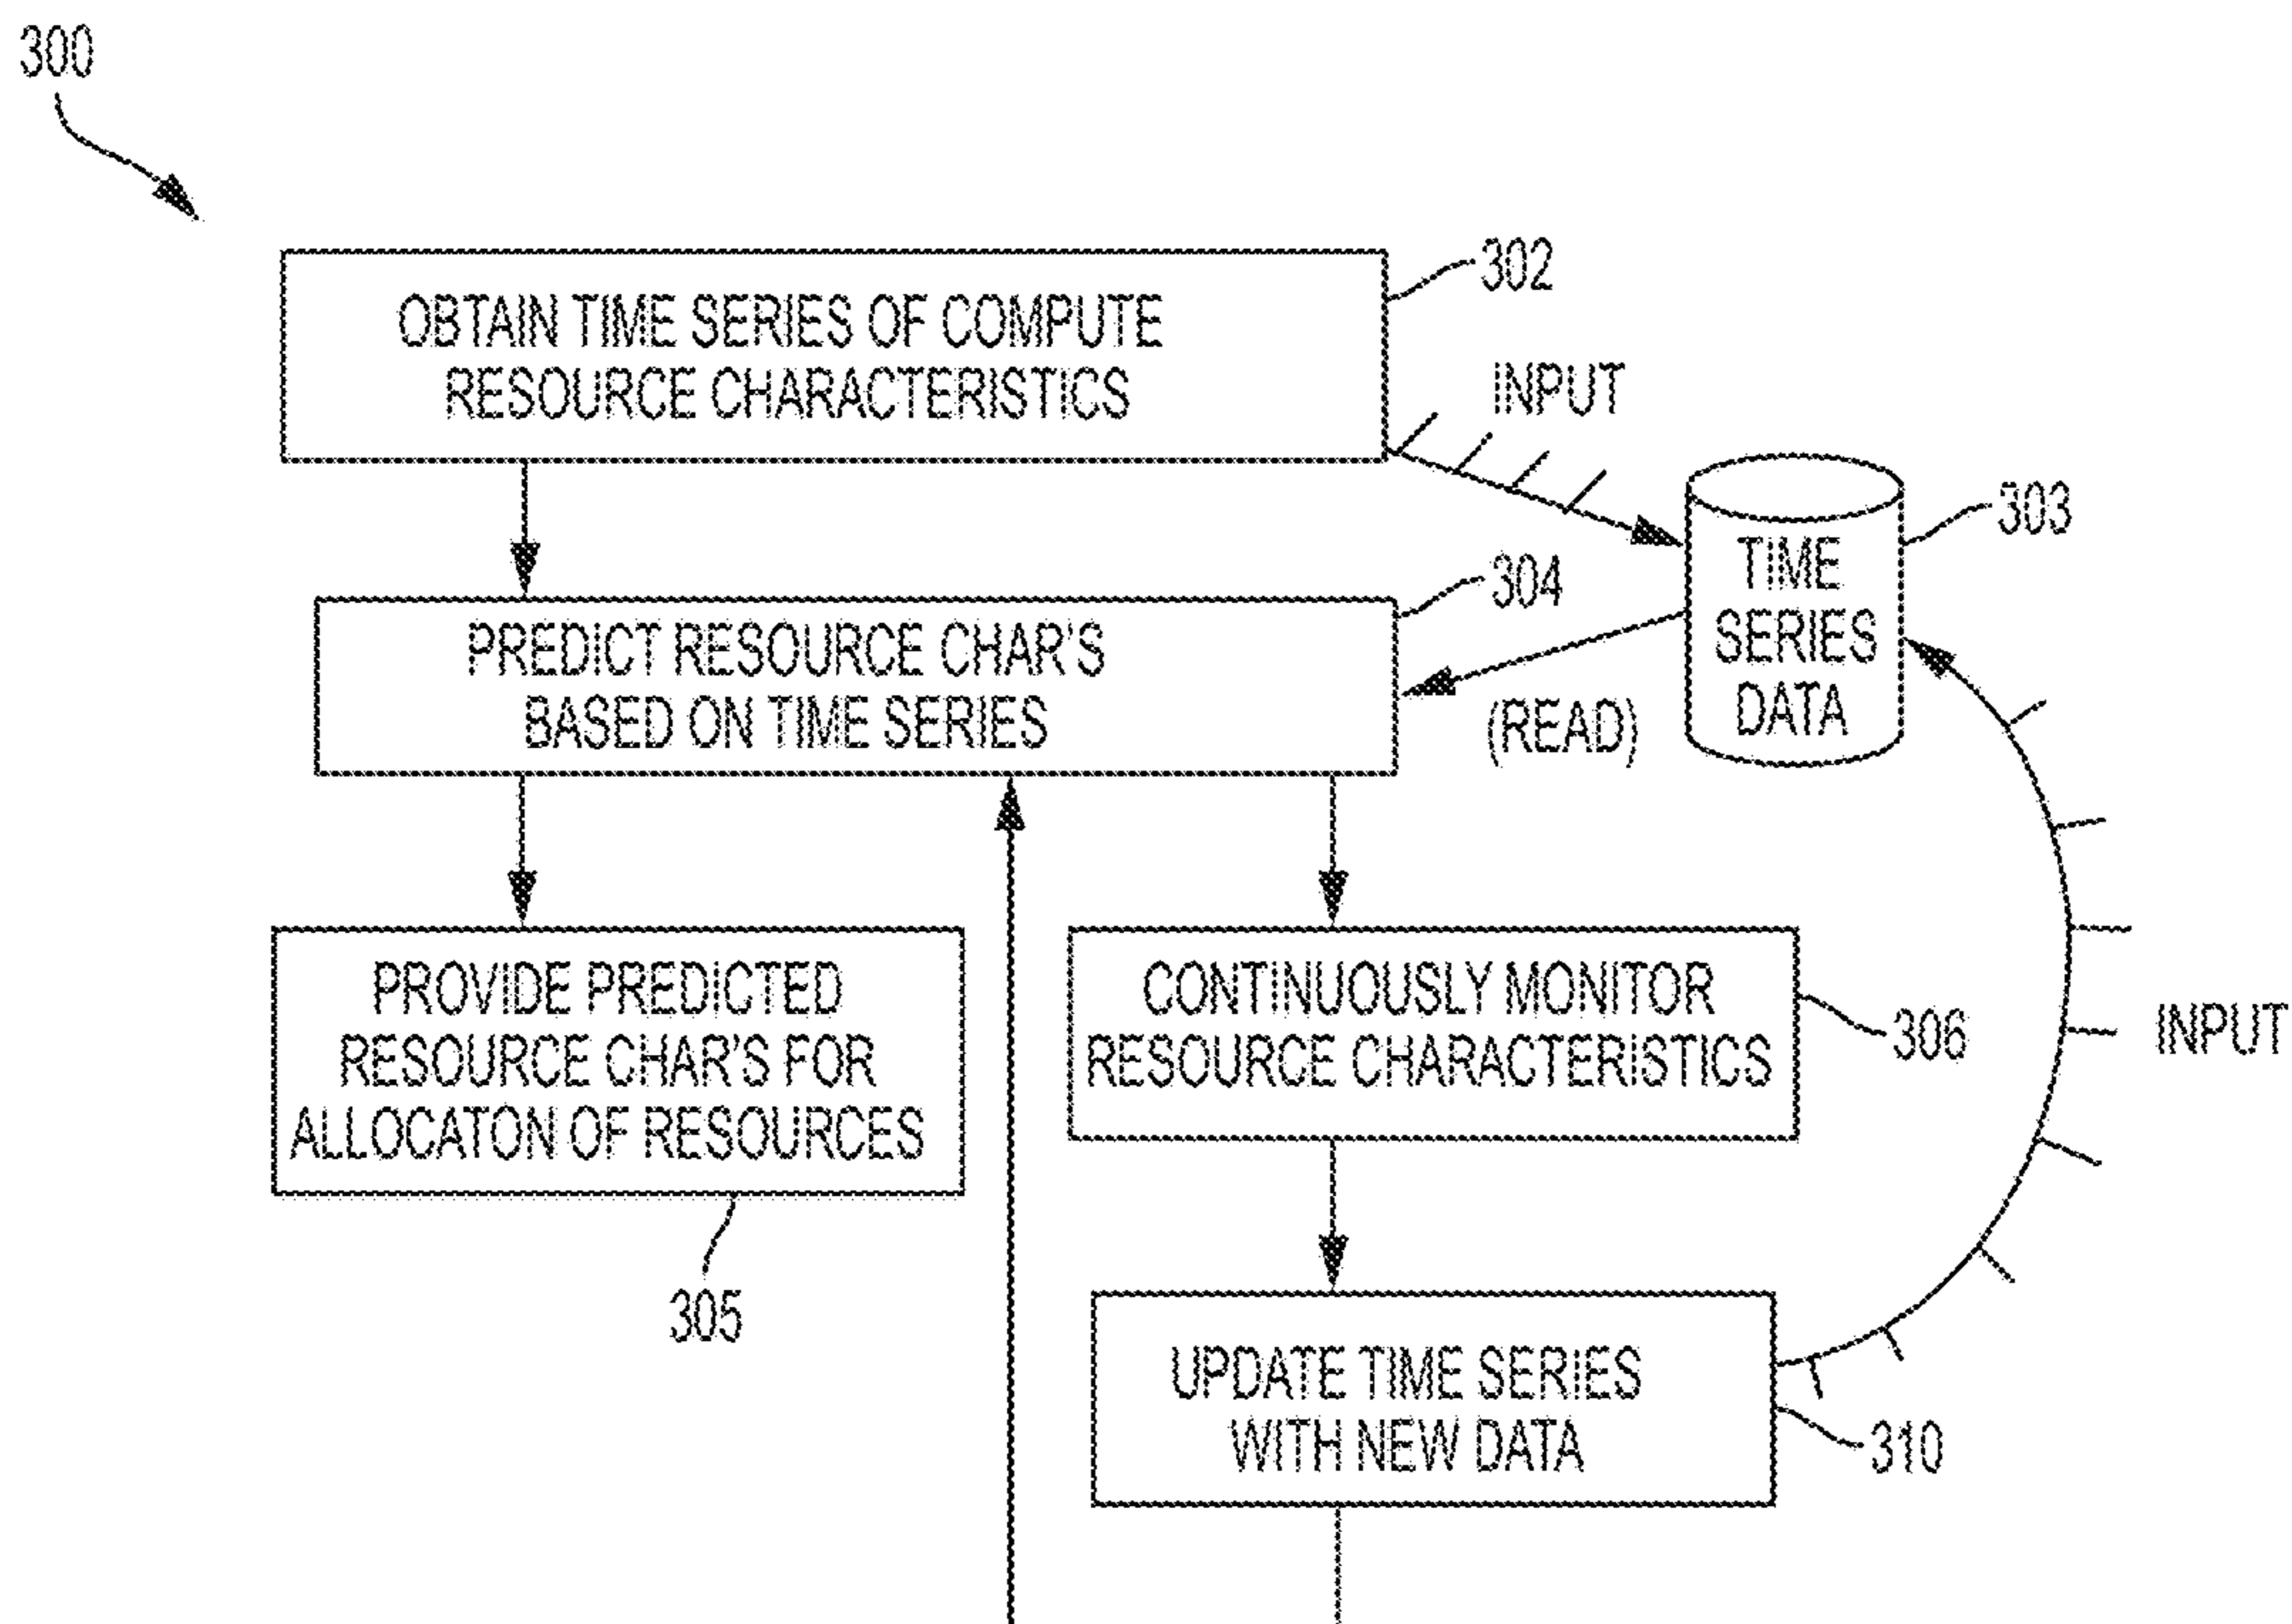 300
302
OBTAIN TIME SERIES OF COMPUTE
RESOURCE CHARACTERISTICS
INPUT
303
TIME
SERIES
DATA
304
PREDICT RESOURCE CHAR'S
BASED ON TIME SERIES
(READ)
PROVIDE PREDICTED
RESOURCE CHAR'S FOR
ALLOCATON OF RESOURCES
305
CONTINUOUSLY MONITOR
RESOURCE CHARACTERISTICS
306
INPUT
UPDATE TIME SERIES
WITH NEW DATA
310